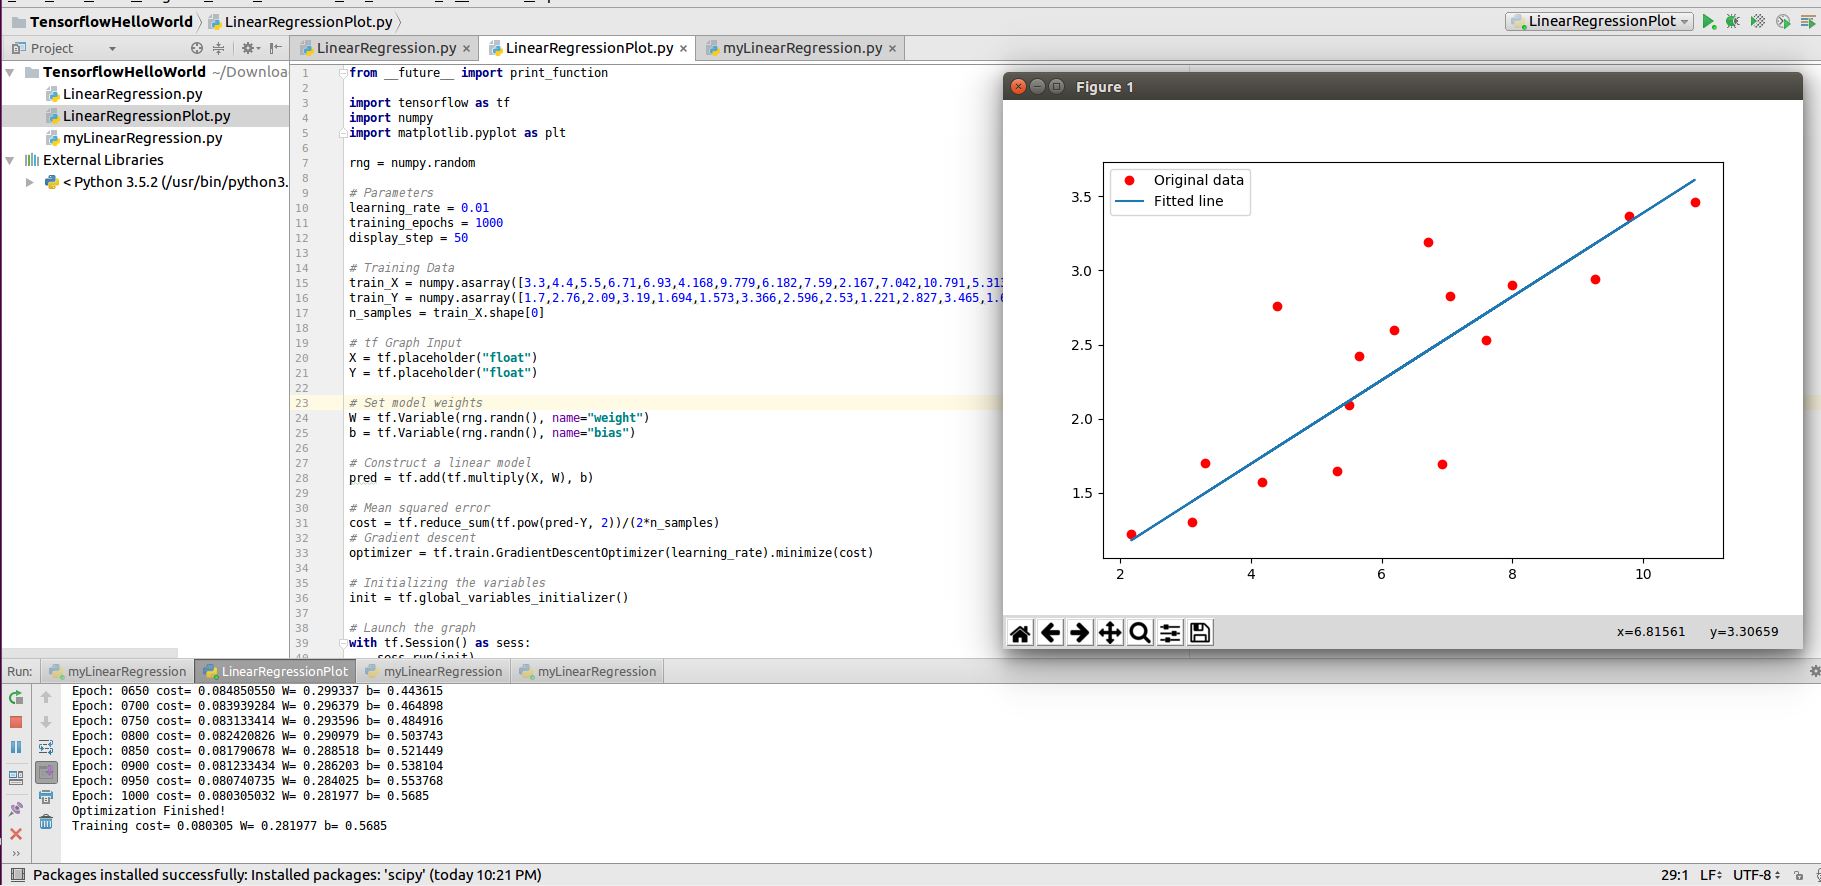 TensorflowHelloWorld LinearRegressionPlot.py
LinearRegressionPlot
Project
LinearRegression.py LinearRegressionPlot.py myLinearRegression.py
TensorflowHelloWorld ~/Downloa
LinearRegression.py
LinearRegressionPlot.py
myLinearRegression.py
External Libraries
< Python 3.5.2 (/usr/bin/python3.
1 from __future__ import print_function
2
3 import tensorflow as tf
4 import numpy
5 import matplotlib.pyplot as plt
6
7 rng = numpy.random
8
9 # Parameters
10 learning_rate = 0.01
11 training_epochs = 1000
12 display_step = 50
13
14 # Training Data
15 train_X = numpy.asarray([3.3,4.4,5.5,6.71,6.93,4.168,9.779,6.182,7.59,2.167,7.042,10.791,5.313
16 train_Y = numpy.asarray([1.7,2.76,2.09,3.19,1.694,1.573,3.366,2.596,2.53,1.221,2.827,3.465,1.6
17 n_samples = train_X.shape[0]
18
19 # tf Graph Input
20 X = tf.placeholder("float")
21 Y = tf.placeholder("float")
22
23 # Set model weights
24 W = tf.Variable(rng.randn(), name="weight")
25 b = tf.Variable(rng.randn(), name="bias")
26
27 # Construct a linear model
28 pred = tf.add(tf.multiply(X, W), b)
29
30 # Mean squared error
31 cost = tf.reduce_sum(tf.pow(pred-Y, 2))/(2*n_samples)
32 # Gradient descent
33 optimizer = tf.train.GradientDescentOptimizer(learning_rate).minimize(cost)
34
35 # Initializing the variables
36 init = tf.global_variables_initializer()
37
38 # Launch the graph
39 with tf.Session() as sess:
40 sess.run(init)
Figure 1
Original data
Fitted line
3.5
3.0
2.5
2.0
1.5
2 4 6 8 10
x=6.81561 y=3.30659
Run: myLinearRegression LinearRegressionPlot myLinearRegression myLinearRegression
Epoch: 0650 cost= 0.084850550 W= 0.299337 b= 0.443615
Epoch: 0700 cost= 0.083939284 W= 0.296379 b= 0.464898
Epoch: 0750 cost= 0.083133414 W= 0.293596 b= 0.484916
Epoch: 0800 cost= 0.082420826 W= 0.290979 b= 0.503743
Epoch: 0850 cost= 0.081790678 W= 0.288518 b= 0.521449
Epoch: 0900 cost= 0.081233434 W= 0.286203 b= 0.538104
Epoch: 0950 cost= 0.080740735 W= 0.284025 b= 0.553768
Epoch: 1000 cost= 0.080305032 W= 0.281977 b= 0.5685
Optimization Finished!
Training cost= 0.080305 W= 0.281977 b= 0.5685
Packages installed successfully: Installed packages: 'scipy' (today 10:21 PM)
29:1 LF UTF-8